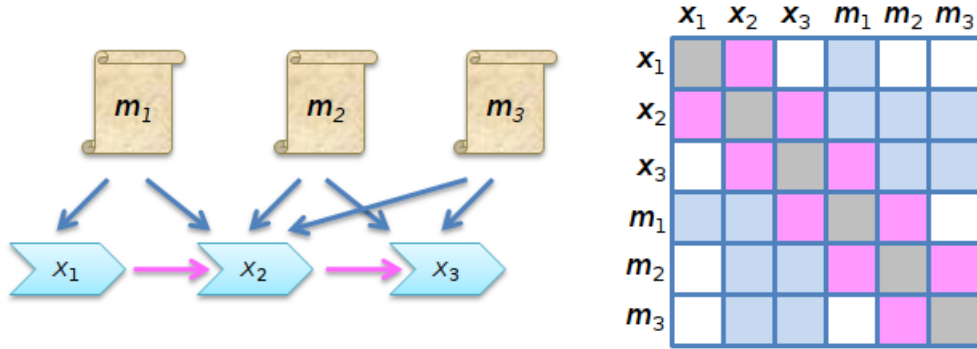 m₁ m₂ m₃
x₁ x₂ x₃
x₁ x₂ x₃ m₁ m₂ m₃
x₁
x₂
x₃
m₁
m₂
m₃